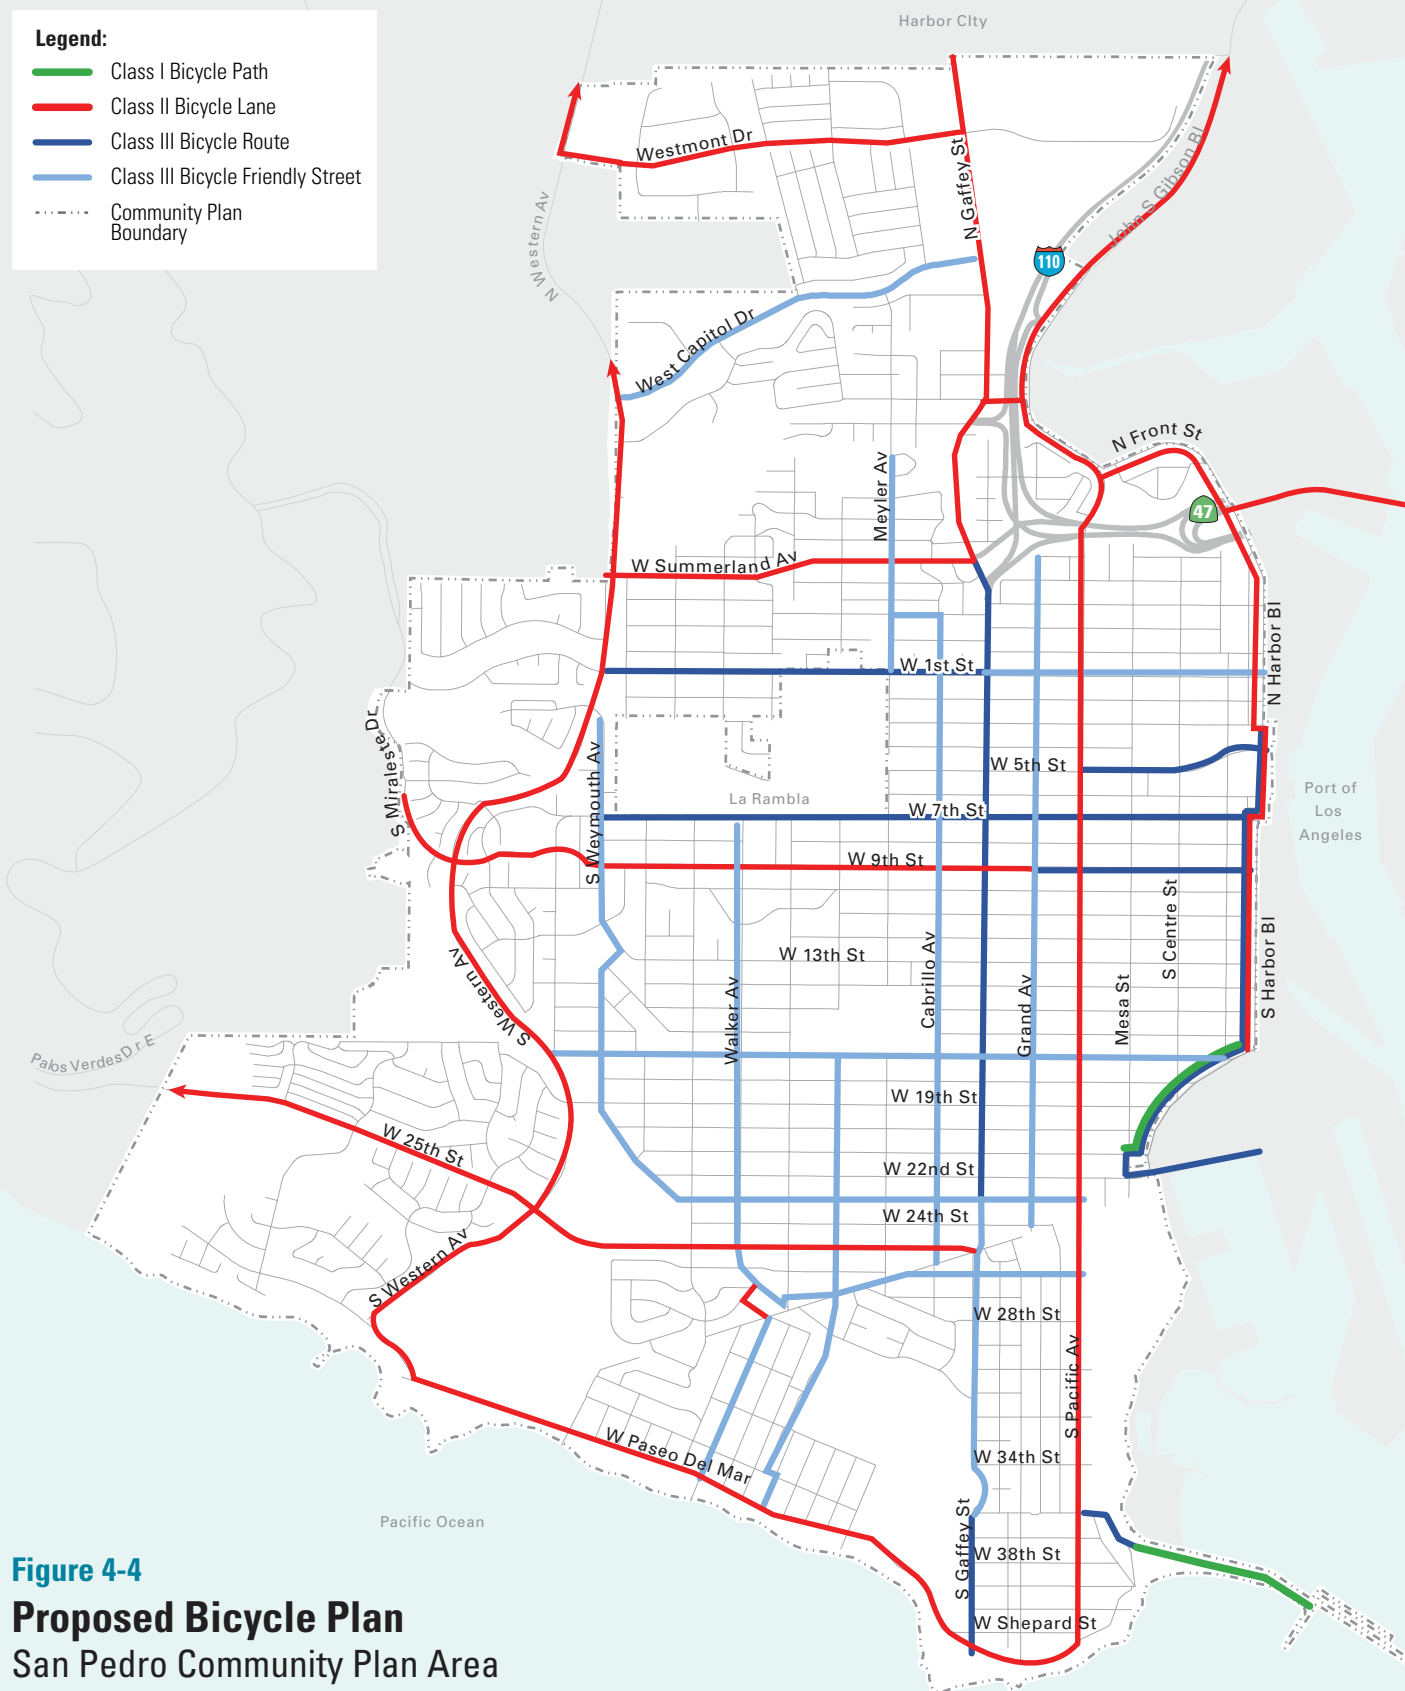 Harbor CIty
Legend:
Class I Bicycle Path
Class II Bicycle Lane
Class III Bicycle Route
Class III Bicycle Friendly Street
Community Plan
Boundary
Westmont Dr
N Gaffey St
John S Gibson Bl
N Western Av
110
West Capitol Dr
N Front St
Meyler Av
47
W Summerland Av
N Harbor Bl
W 1st St
S Miraleste Dr
S Weymouth Av
W 5th St
La Rambla
W 7th St
Port of
Los
Angeles
W 9th St
S Centre St
S Harbor Bl
W 13th St
Cabrillo Av
S Western Av
Walker Av
Grand Av
Mesa St
Palos Verdes Dr E
W 19th St
W 25th St
W 22nd St
W 24th St
S Western Av
W 28th St
S Pacific Av
W Paseo Del Mar
W 34th St
Pacific Ocean
S Gaffey St
W 38th St
W Shepard St
Figure 4-4
Proposed Bicycle Plan
San Pedro Community Plan Area